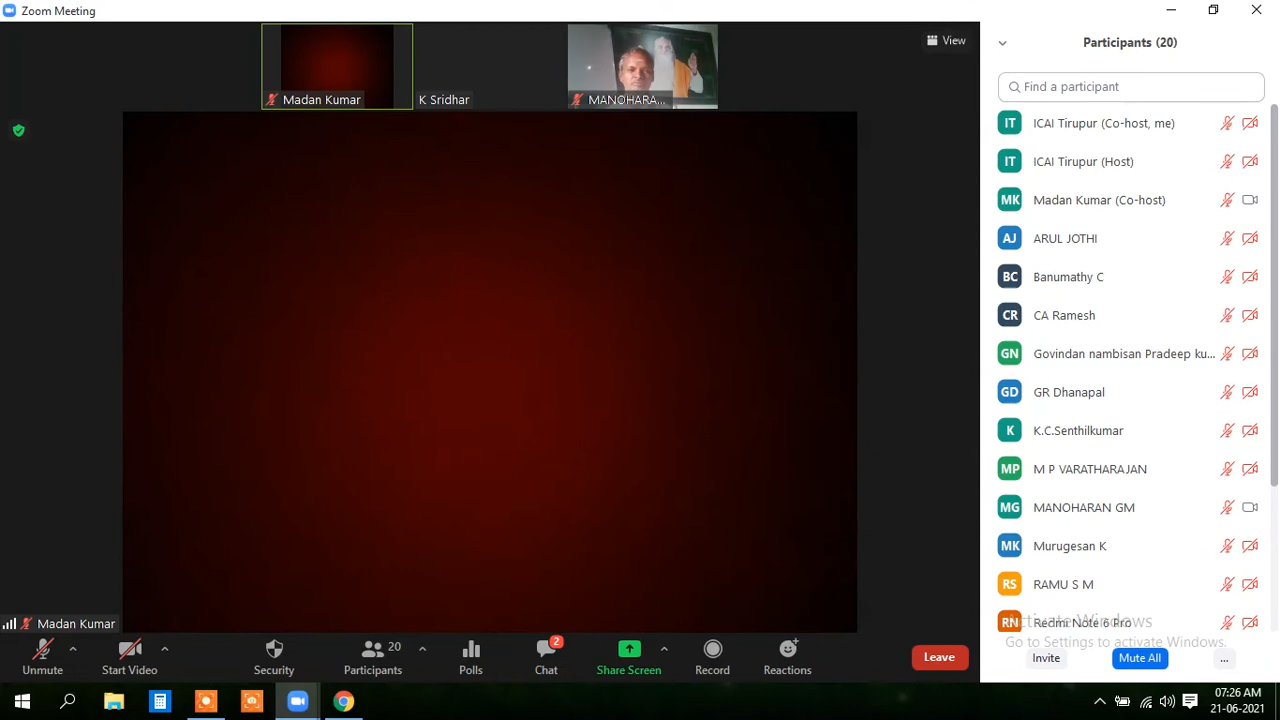 Zoom Meeting
Madan Kumar
K Sridhar
MANOHARA...
View
Madan Kumar
Participants (20)
Find a participant
IT ICAI Tirupur (Co-host, me)
IT ICAI Tirupur (Host)
MK Madan Kumar (Co-host)
AJ ARUL JOTHI
BC Banumathy C
CR CA Ramesh
GN Govindan nambisan Pradeep ku...
GD GR Dhanapal
K K.C.Senthilkumar
MP M P VARATHARAJAN
MG MANOHARAN GM
MK Murugesan K
RS RAMU S M
RN Redmi Note 6 Pro
Activate Windows
Go to Settings to activate Windows.
Invite Mute All ...
Unmute
Start Video
Security
20
Participants
Polls
2
Chat
Share Screen
Record
Reactions
Leave
07:26 AM
21-06-2021